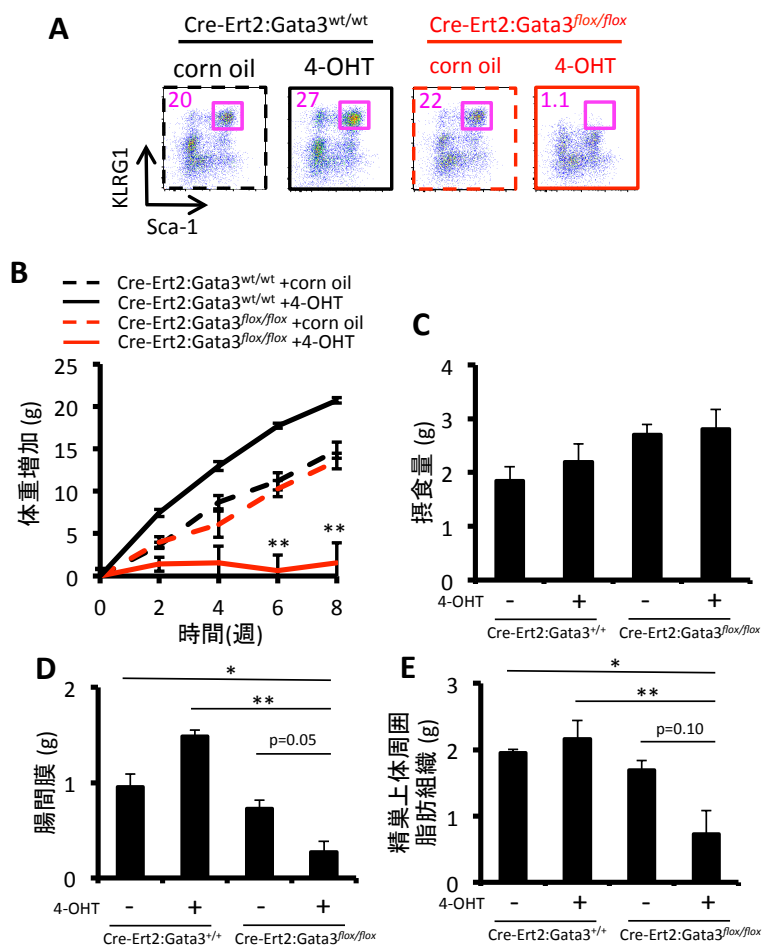 A
Cre-Ert2:Gata3wt/wt Cre-Ert2:Gata3flox/flox
corn oil 4-OHT corn oil 4-OHT
20 27 22 1.1
KLRG1
Sca-1
B
Cre-Ert2:Gata3wt/wt +corn oil
Cre-Ert2:Gata3wt/wt +4-OHT
Cre-Ert2:Gata3flox/flox +corn oil
Cre-Ert2:Gata3flox/flox +4-OHT
体重増加 (g)
25
20
15
10
5
0
** **
0 2 4 6 8
時間(週)
C
摂食量 (g)
4
3
2
1
0
4-OHT - + - +
Cre-Ert2:Gata3+/+ Cre-Ert2:Gata3flox/flox
D
腸間膜 (g)
2
1
0
*
**
p=0.05
4-OHT - + - +
Cre-Ert2:Gata3+/+ Cre-Ert2:Gata3flox/flox
E
精巣上体周囲
脂肪組織 (g)
3
2
1
0
*
**
p=0.10
4-OHT - + - +
Cre-Ert2:Gata3+/+ Cre-Ert2:Gata3flox/flox